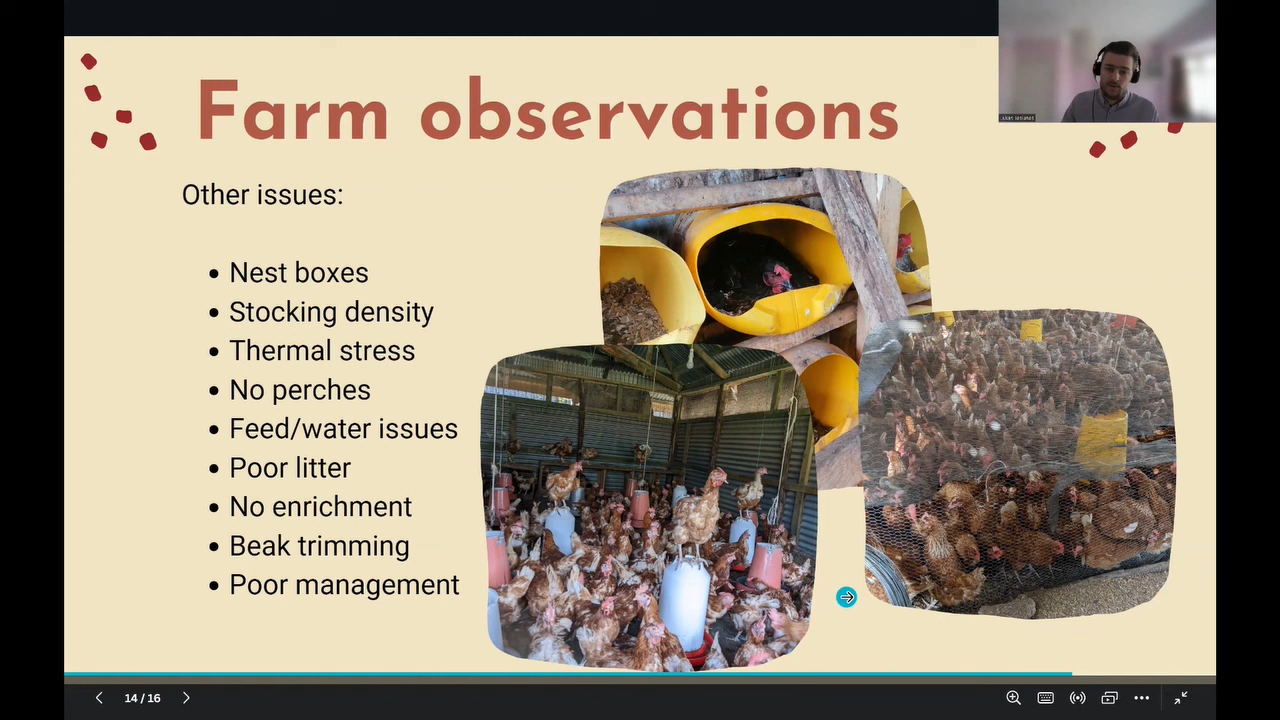 Farm observations
Other issues:
Nest boxes
Stocking density
Thermal stress
No perches
Feed/water issues
Poor litter
No enrichment
Beak trimming
Poor management
14 / 16